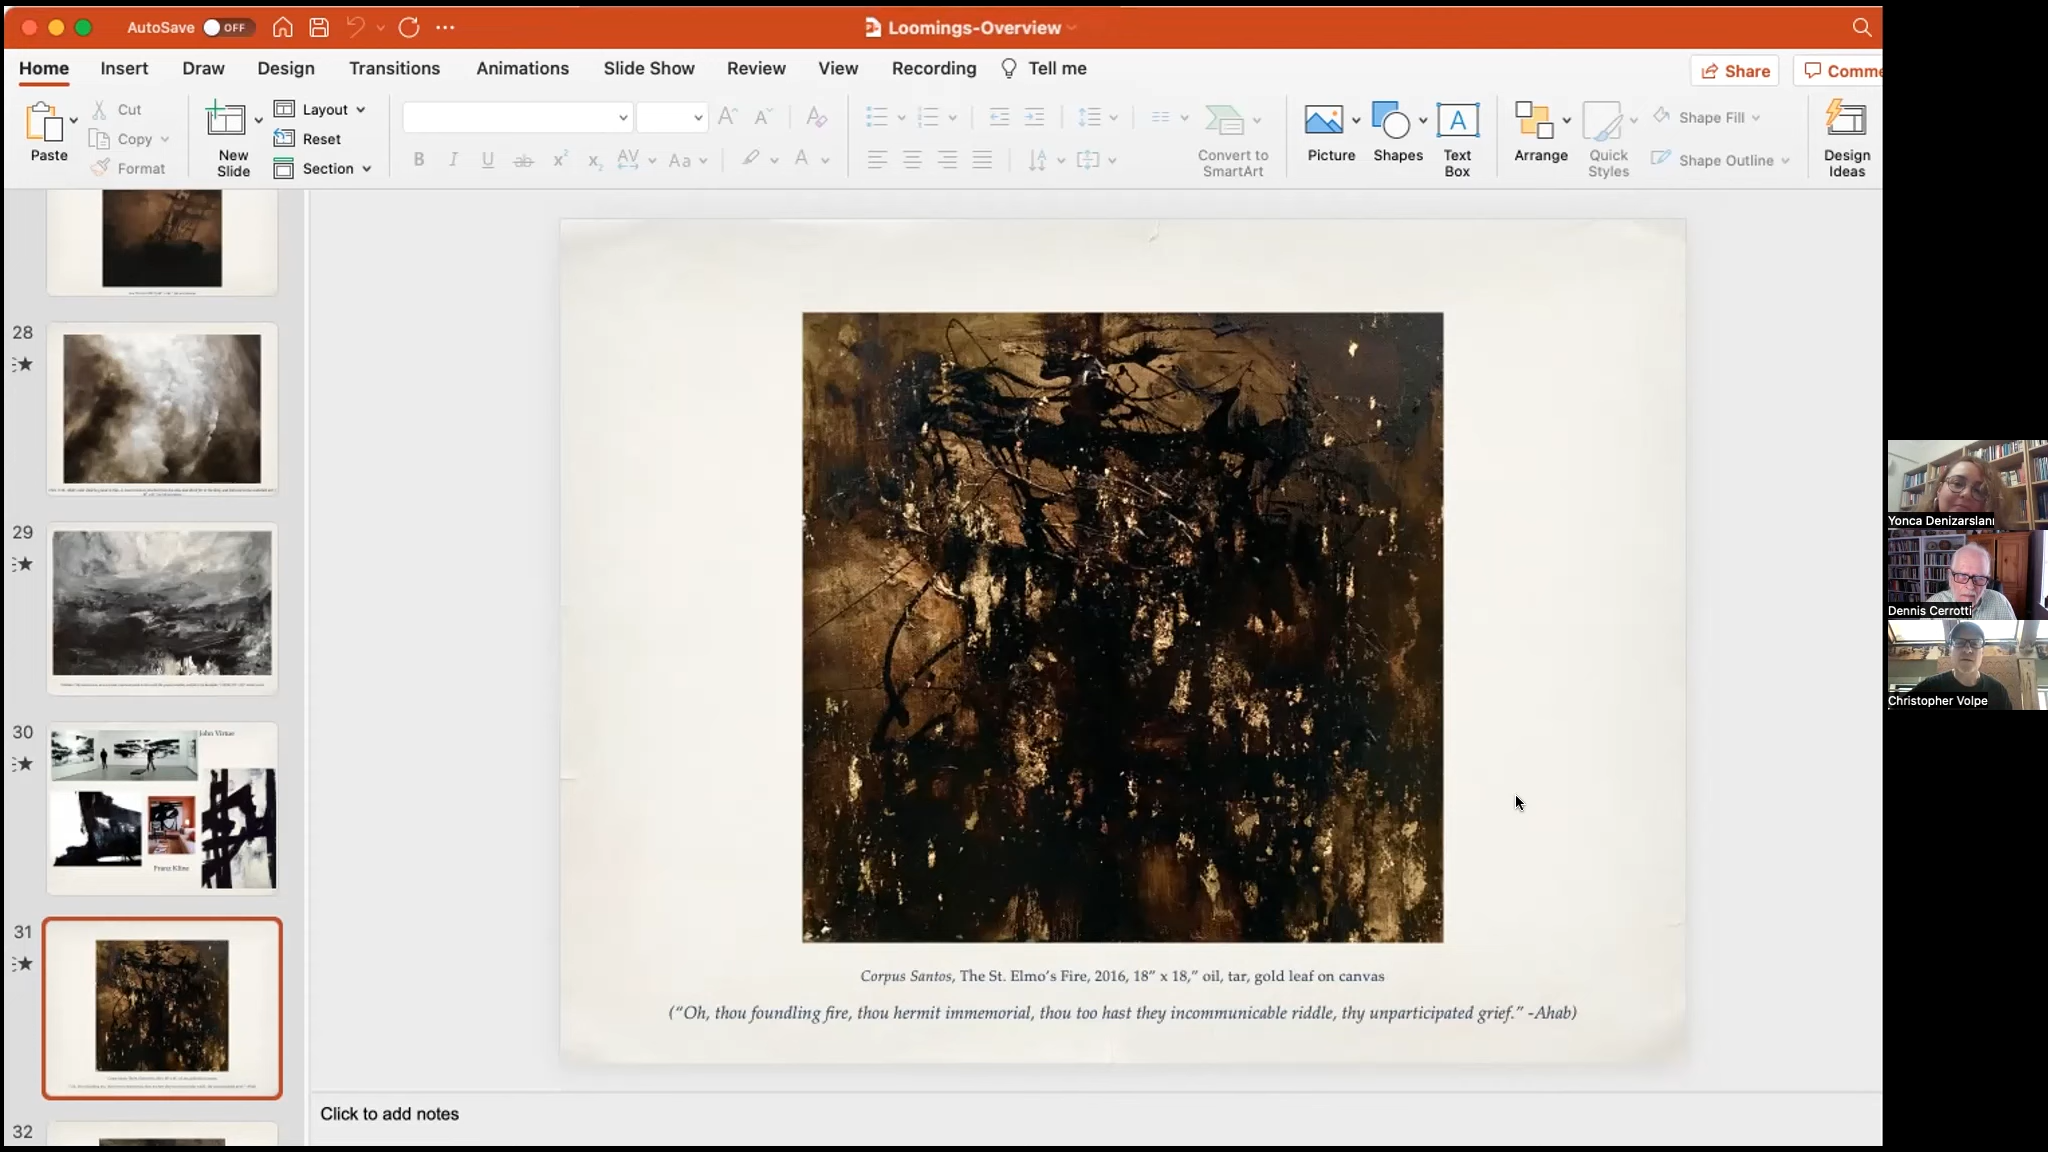 AutoSave OFF
Loomings-Overview
Home Insert Draw Design Transitions Animations Slide Show Review View Recording Tell me
Share
Comme
Paste
Cut
Copy
Format
New Slide
Layout
Reset
Section
Convert to SmartArt
Picture
Shapes
Text Box
Arrange
Quick Styles
Shape Fill
Shape Outline
Design Ideas
28
29
30
John Virtue
Franz Kline
31
32
Corpus Santos, The St. Elmo's Fire, 2016, 18" x 18," oil, tar, gold leaf on canvas
("Oh, thou foundling fire, thou hermit immemorial, thou too hast they incommunicable riddle, thy unparticipated grief." -Ahab)
Click to add notes
Yonca Denizarslan
Dennis Cerrotti
Christopher Volpe